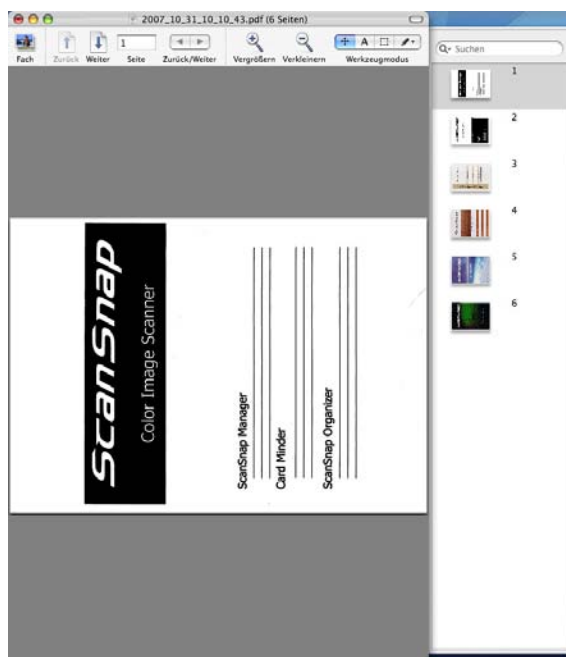 2007_10_31_10_10_43.pdf (6 Seiten)
Fach
Zurück
Weiter
1
Seite
Zurück/Weiter
Vergrößern
Verkleinern
A
Werkzeugmodus
Suchen
ScanSnap
Color Image Scanner
ScanSnap Manager
Card Minder
ScanSnap Organizer
1
2
3
4
5
6